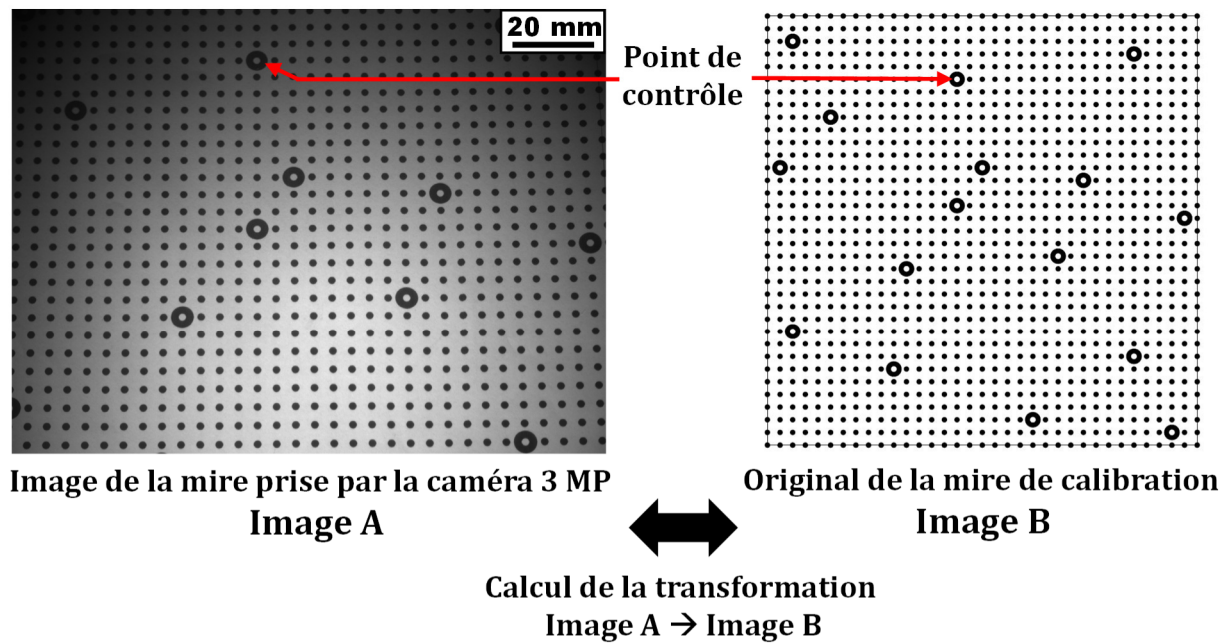 20 mm
Point de
contrôle
Image de la mire prise par la caméra 3 MP
Image A
Original de la mire de calibration
Image B
Calcul de la transformation
Image A → Image B